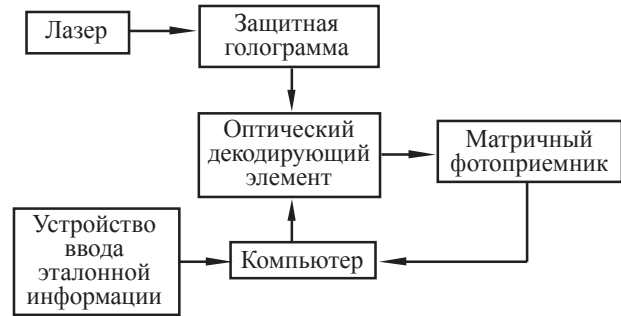 Лазер
Защитная
голограмма
Оптический
декодирующий
элемент
Матричный
фотоприемник
Устройство
ввода
эталонной
информации
Компьютер